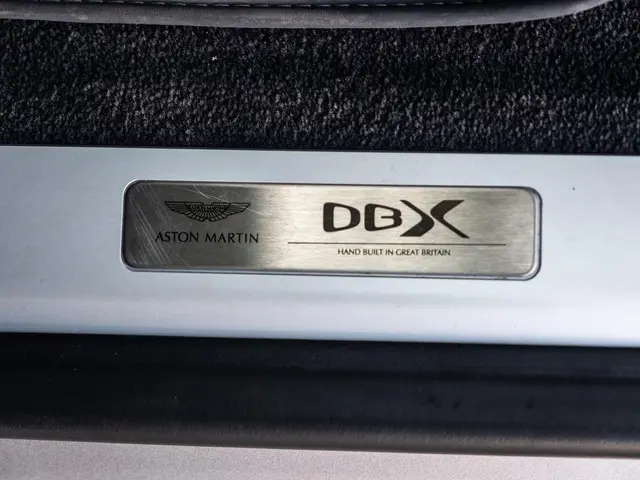 ASTON MARTIN
DBX
HAND BUILT IN GREAT BRITAIN